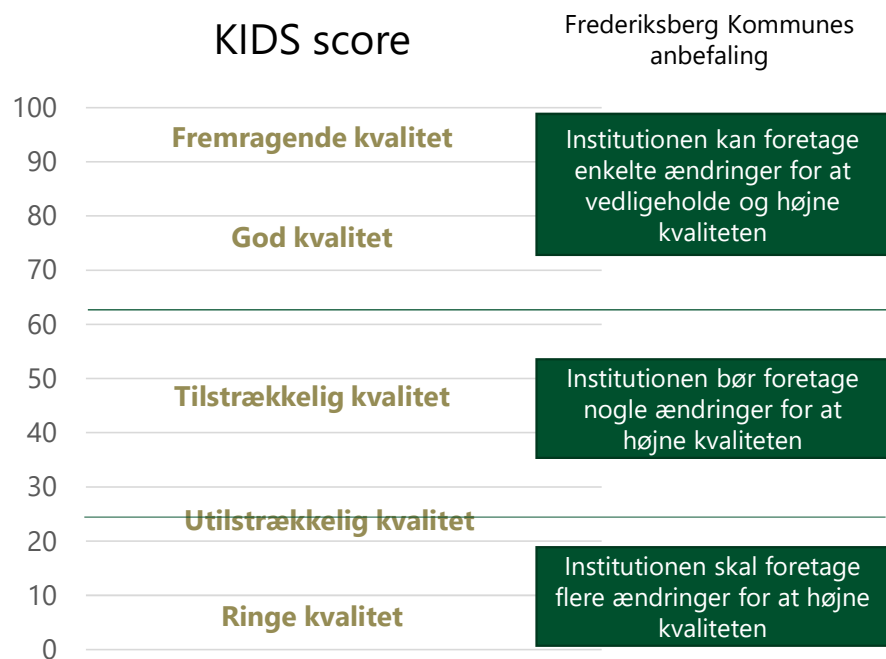 KIDS score
Frederiksberg Kommunes
anbefaling
100
Fremragende kvalitet
90
80
God kvalitet
70
60
50
Tilstrækkelig kvalitet
40
30
Utilstrækkelig kvalitet
20
10
Ringe kvalitet
0
Institutionen kan foretage
enkelte ændringer for at
vedligeholde og højne
kvaliteten
Institutionen bør foretage
nogle ændringer for at
højne kvaliteten
Institutionen skal foretage
flere ændringer for at højne
kvaliteten